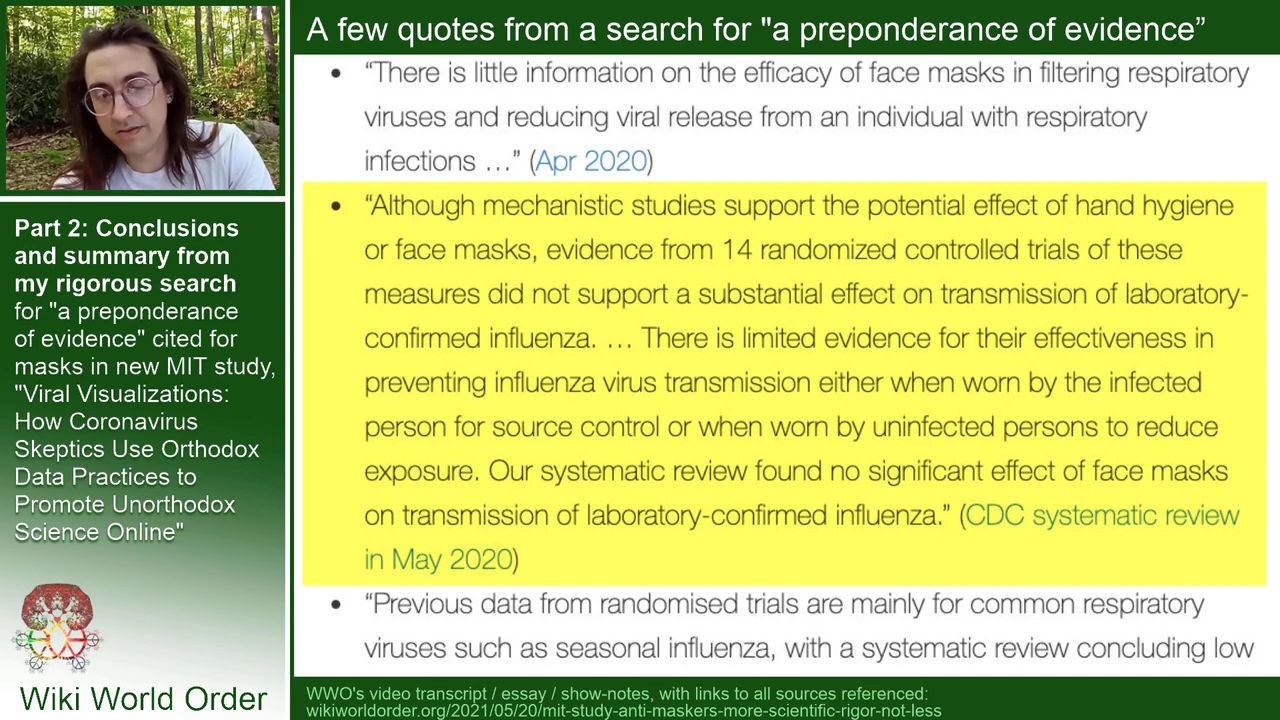 A few quotes from a search for "a preponderance of evidence”
• “There is little information on the efficacy of face masks in filtering respiratory
viruses and reducing viral release from an individual with respiratory
infections …” (Apr 2020)
• “Although mechanistic studies support the potential effect of hand hygiene
or face masks, evidence from 14 randomized controlled trials of these
measures did not support a substantial effect on transmission of laboratory-
confirmed influenza. … There is limited evidence for their effectiveness in
preventing influenza virus transmission either when worn by the infected
person for source control or when worn by uninfected persons to reduce
exposure. Our systematic review found no significant effect of face masks
on transmission of laboratory-confirmed influenza.” (CDC systematic review
in May 2020)
• “Previous data from randomised trials are mainly for common respiratory
viruses such as seasonal influenza, with a systematic review concluding low
Part 2: Conclusions
and summary from
my rigorous search
for "a preponderance
of evidence" cited for
masks in new MIT study,
"Viral Visualizations:
How Coronavirus
Skeptics Use Orthodox
Data Practices to
Promote Unorthodox
Science Online"
Wiki World Order
WWO's video transcript / essay / show-notes, with links to all sources referenced:
wikiworldorder.org/2021/05/20/mit-study-anti-maskers-more-scientific-rigor-not-less